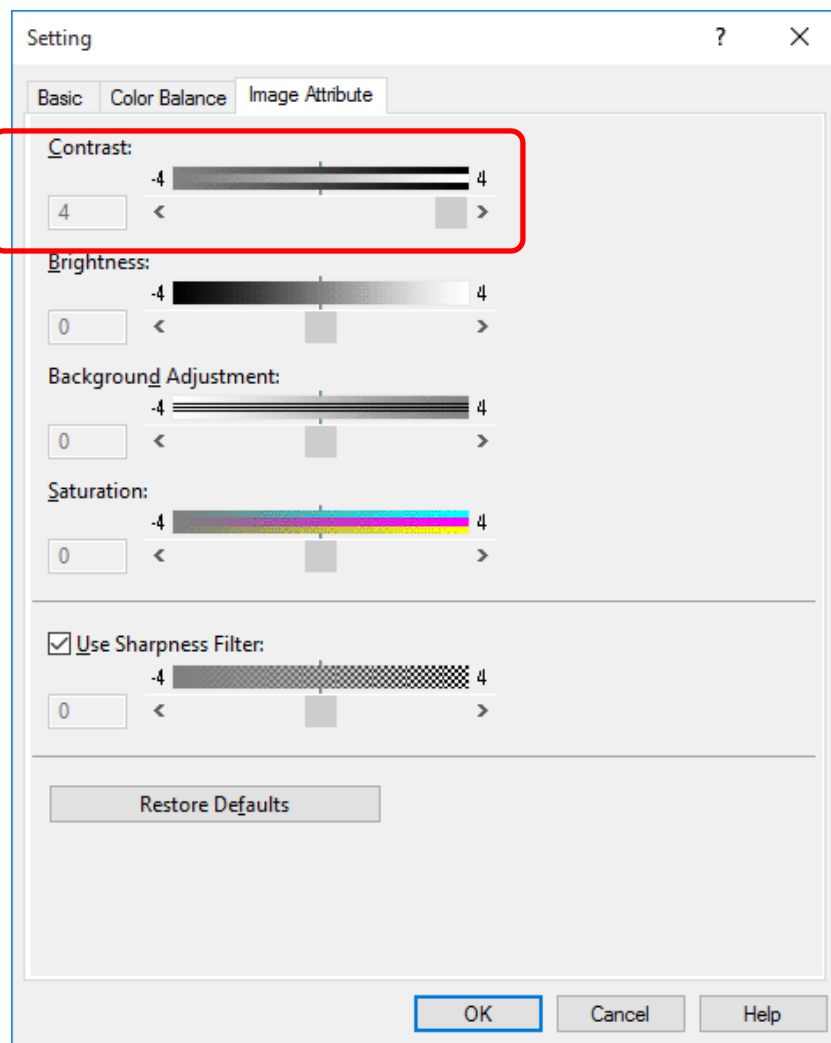 Setting
Basic Color Balance Image Attribute
Contrast:
-4 4
4
Brightness:
-4 4
0
Background Adjustment:
-4 4
0
Saturation:
-4 4
0
Use Sharpness Filter:
-4 4
0
Restore Defaults
OK Cancel Help